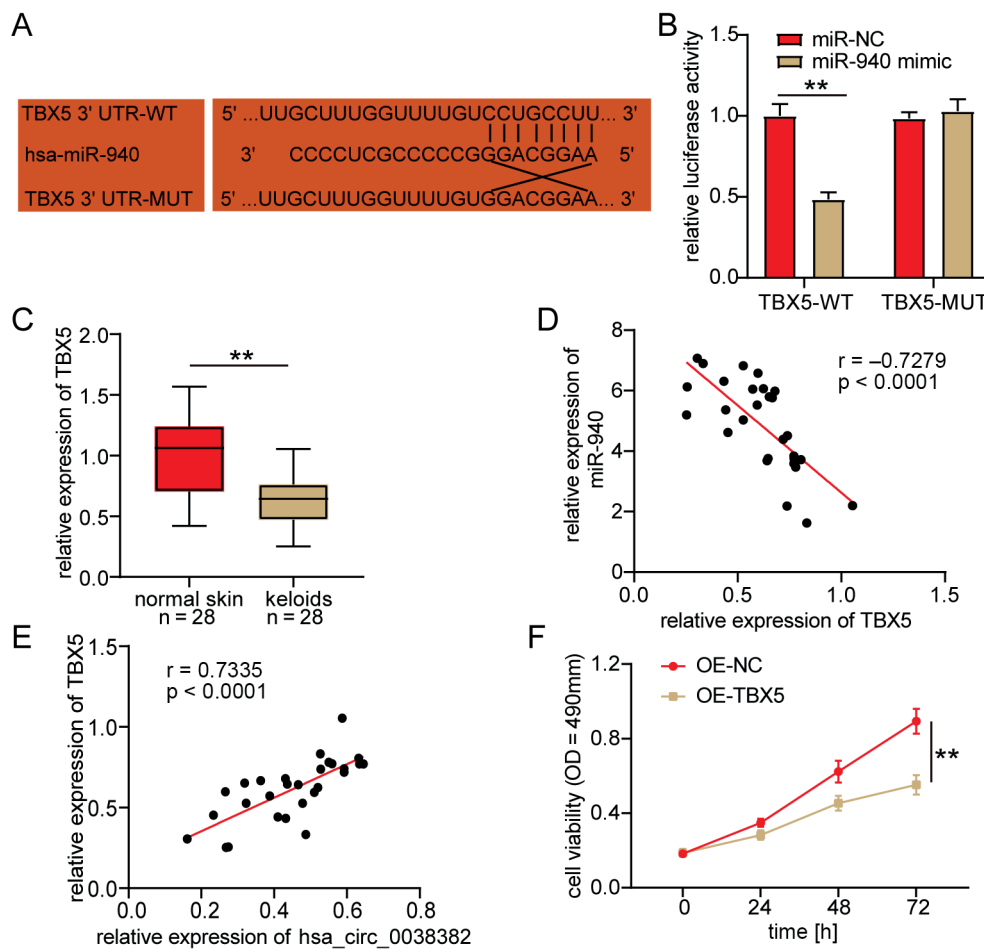 A
TBX5 3' UTR-WT
5' ...UUGCUUUGGUUUUGUCCUGCCUU... 3'
hsa-miR-940
3' CCCCUCGCCCCCGGGACGGAA 5'
TBX5 3' UTR-MUT
5' ...UUGCUUUGGUUUUGUGGACGGAA... 3'
B
miR-NC
miR-940 mimic
relative luciferase activity
1.5
1.0
0.5
0.0
**
TBX5-WT
TBX5-MUT
C
relative expression of TBX5
2.0
1.5
1.0
0.5
0.0
**
normal skin
n = 28
keloids
n = 28
D
relative expression of
miR-940
8
6
4
2
0
r = –0.7279
p < 0.0001
0.0
0.5
1.0
1.5
relative expression of TBX5
E
relative expression of TBX5
1.5
1.0
0.5
0.0
r = 0.7335
p < 0.0001
0.0
0.2
0.4
0.6
0.8
relative expression of hsa_circ_0038382
F
OE-NC
OE-TBX5
cell viability (OD = 490mm)
1.2
0.8
0.4
0.0
**
0
24
48
72
time [h]